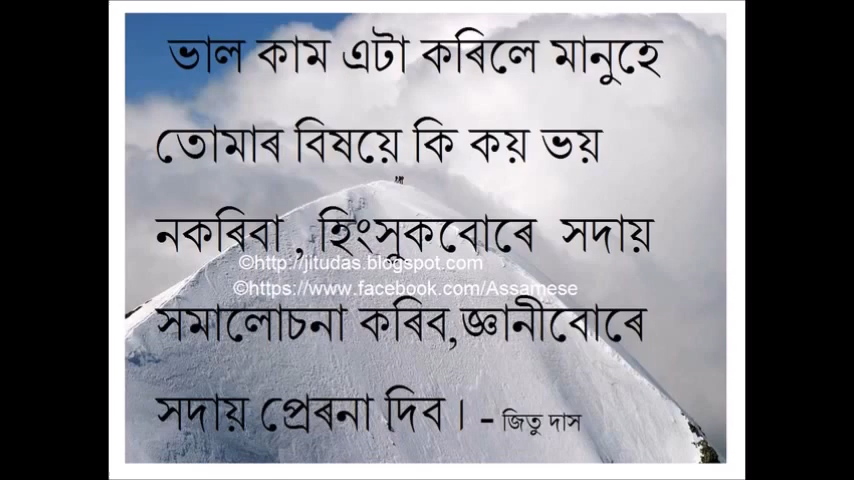 ভাল কাম এটা কৰিলে মানুহে
তোমাৰ বিষয়ে কি কয় ভয়
নকৰিবা , হিংসুকবোৰে সদায়
©http://jitudas.blogspot.com
©https://www.facebook.com/Assamese
সমালোচনা কৰিব,জ্ঞানীবোৰে
সদায় প্ৰেৰনা দিব। - জিতু দাস